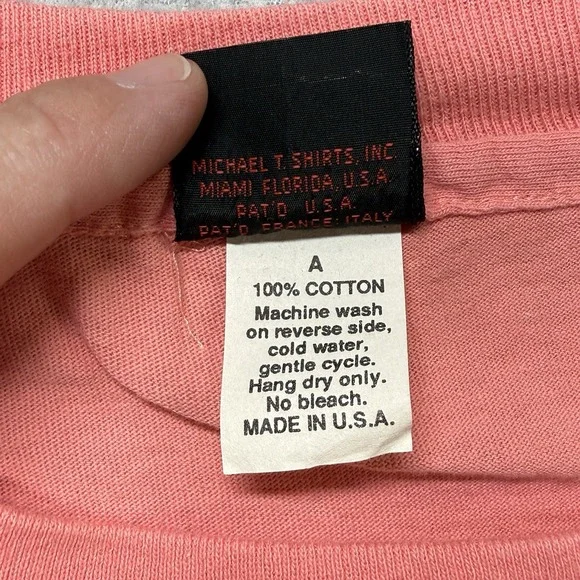 MICHAEL T. SHIRTS, INC
MIAMI FLORIDA, U.S.A.
PAT'D U.S.A.
PAT'D FRANCE, ITALY
A
100% COTTON
Machine wash
on reverse side,
cold water,
gentle cycle.
Hang dry only.
No bleach.
MADE IN U.S.A.